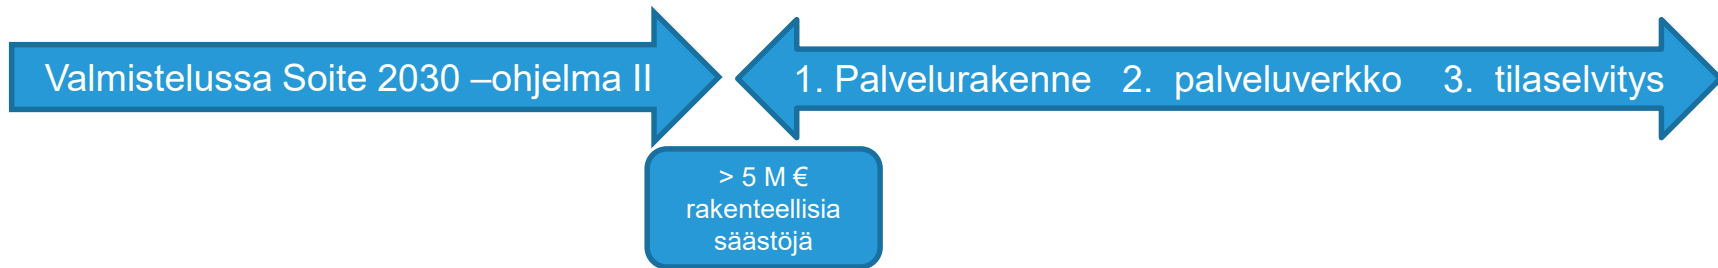 Valmistelussa Soite 2030 –ohjelma II
1. Palvelurakenne 2. palveluverkko 3. tilaselvitys
> 5 M €
rakenteellisia
säästöjä